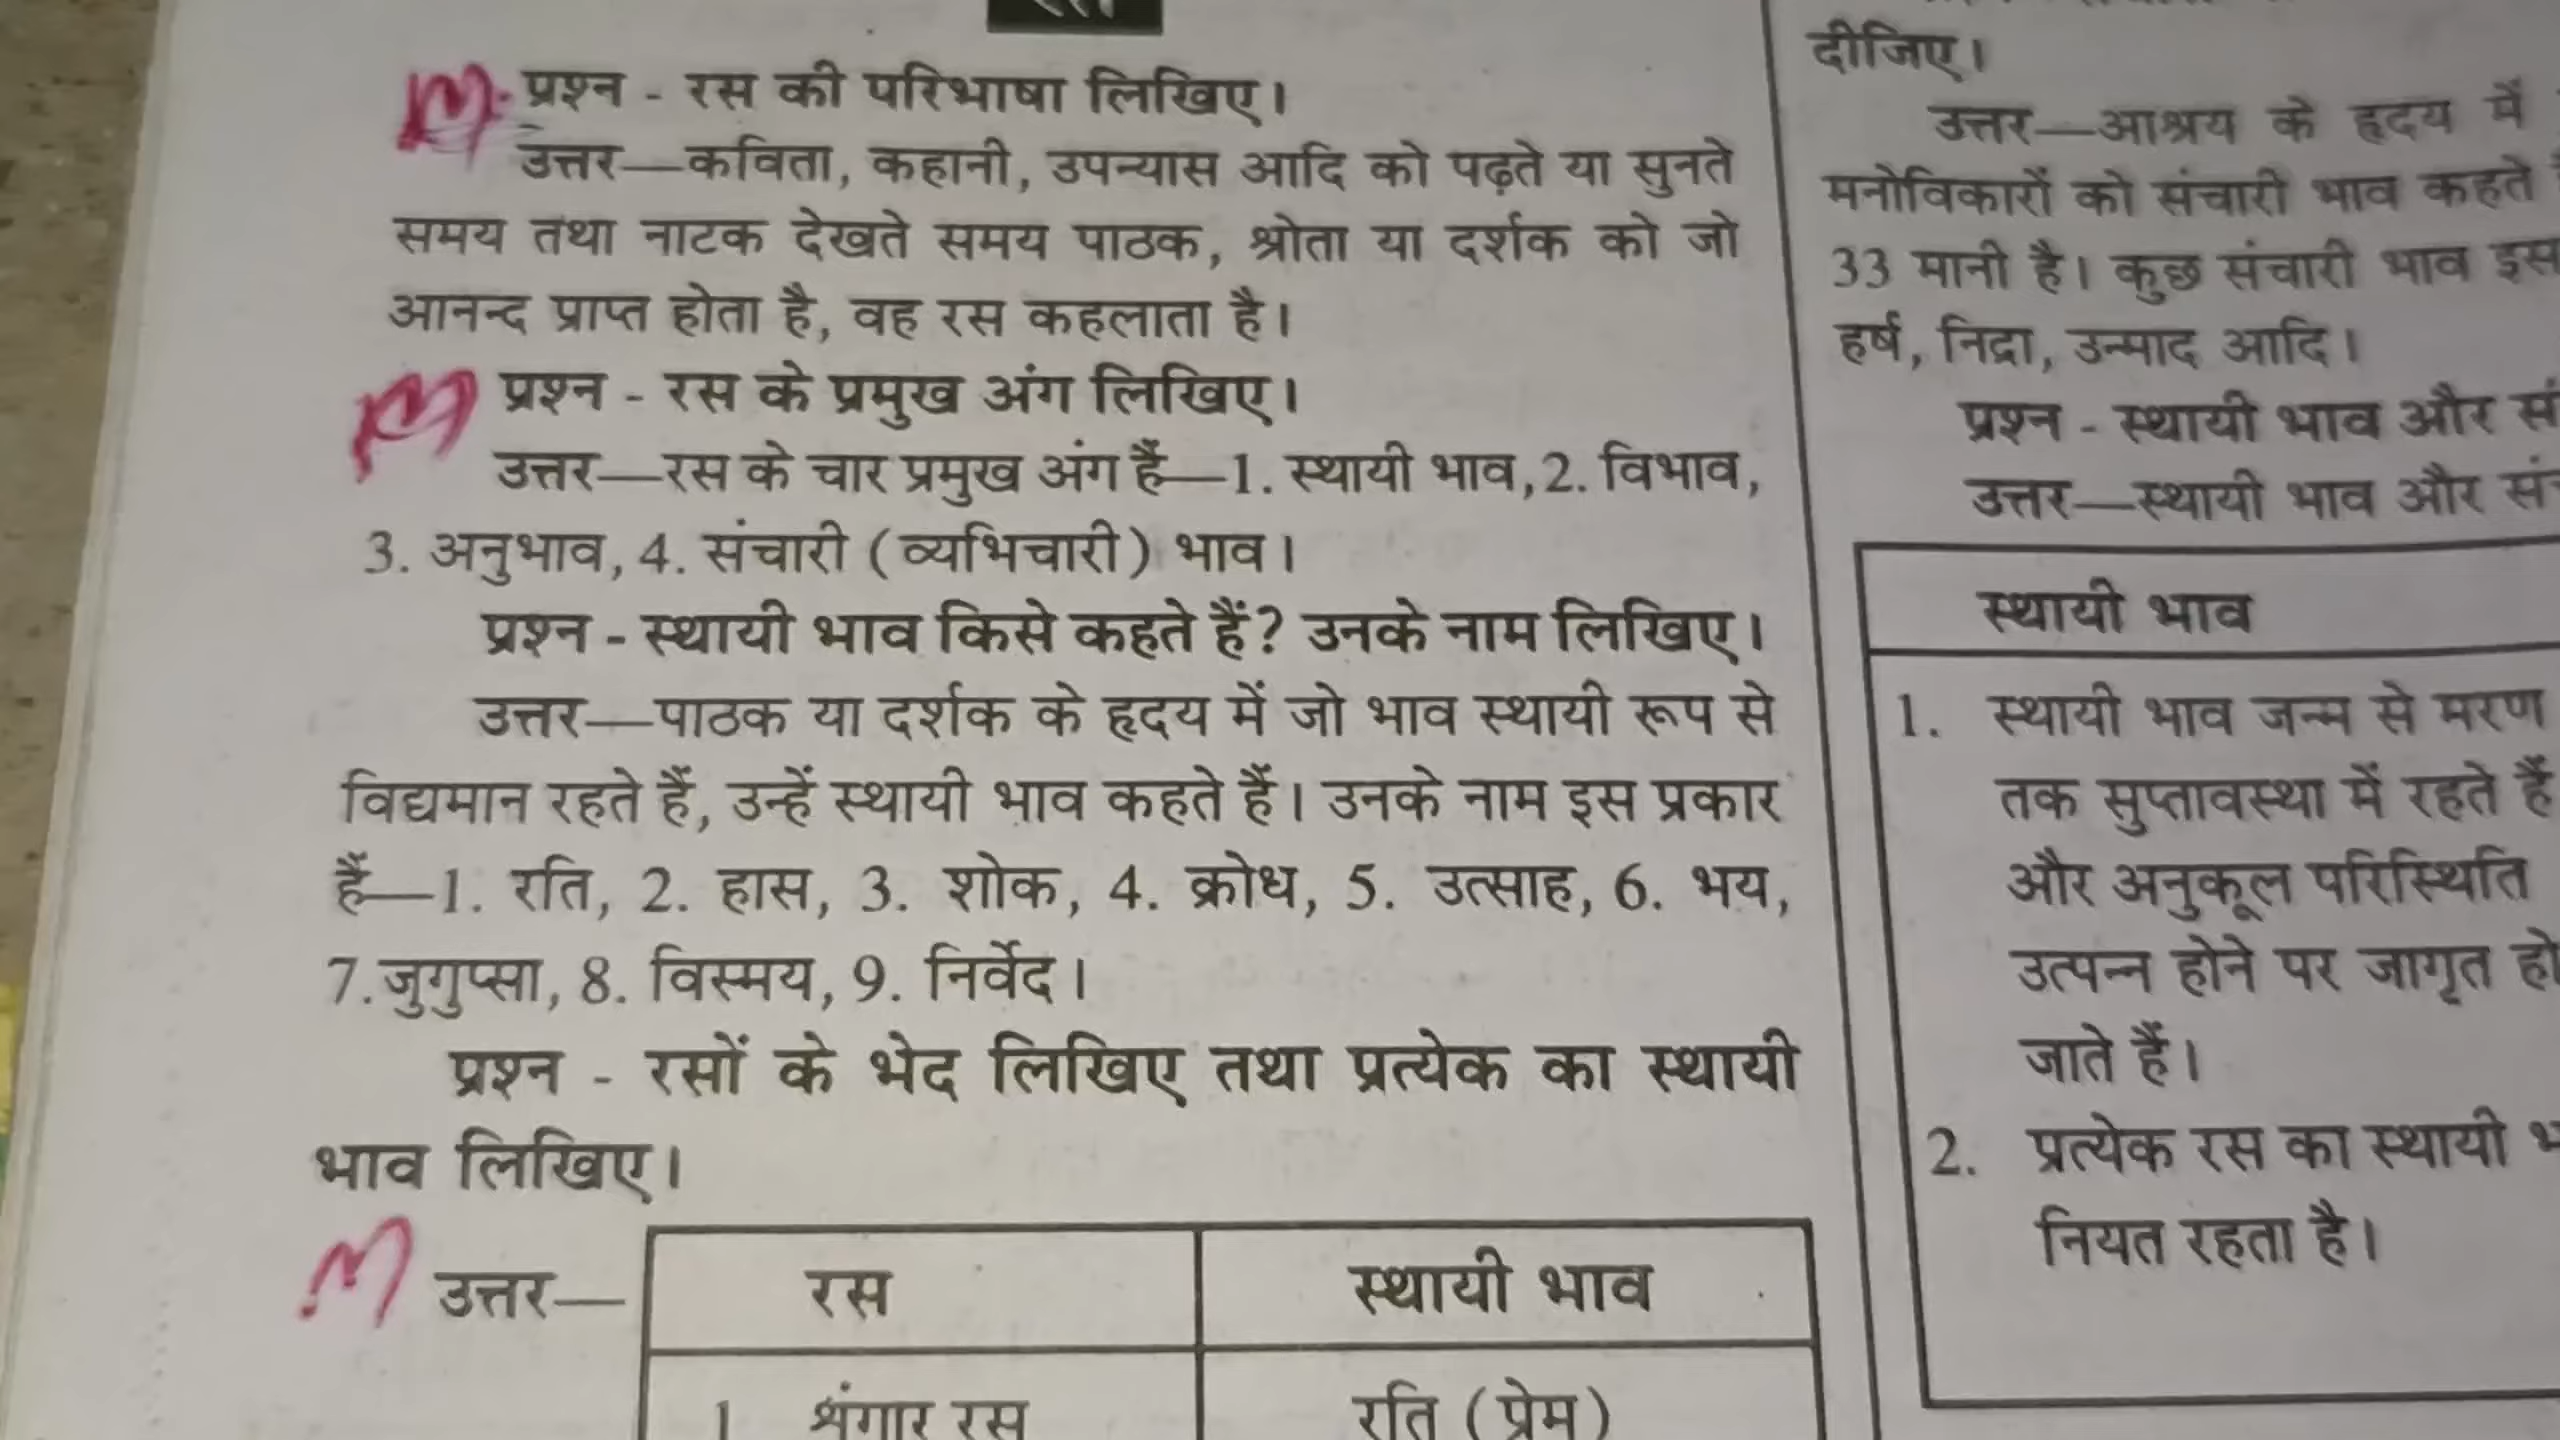 प्रश्न - रस की परिभाषा लिखिए।
उत्तर—कविता, कहानी, उपन्यास आदि को पढ़ते या सुनते
समय तथा नाटक देखते समय पाठक, श्रोता या दर्शक को जो
आनन्द प्राप्त होता है, वह रस कहलाता है।
प्रश्न - रस के प्रमुख अंग लिखिए।
उत्तर—रस के चार प्रमुख अंग हैं—1. स्थायी भाव, 2. विभाव,
3. अनुभाव, 4. संचारी (व्यभिचारी) भाव।
प्रश्न - स्थायी भाव किसे कहते हैं? उनके नाम लिखिए।
उत्तर—पाठक या दर्शक के हृदय में जो भाव स्थायी रूप से
विद्यमान रहते हैं, उन्हें स्थायी भाव कहते हैं। उनके नाम इस प्रकार
हैं—1. रति, 2. हास, 3. शोक, 4. क्रोध, 5. उत्साह, 6. भय,
7. जुगुप्सा, 8. विस्मय, 9. निर्वेद।
प्रश्न - रसों के भेद लिखिए तथा प्रत्येक का स्थायी
भाव लिखिए।
उत्तर—
रस स्थायी भाव
1 श्रंगार रस रति (प्रेम)
दीजिए।
उत्तर—आश्रय के हृदय में
मनोविकारों को संचारी भाव कहते
33 मानी है। कुछ संचारी भाव इस
हर्ष, निद्रा, उन्माद आदि।
प्रश्न - स्थायी भाव और सं
उत्तर—स्थायी भाव और सं
स्थायी भाव
1. स्थायी भाव जन्म से मरण
तक सुप्तावस्था में रहते हैं
और अनुकूल परिस्थिति
उत्पन्न होने पर जागृत हो
जाते हैं।
2. प्रत्येक रस का स्थायी
नियत रहता है।